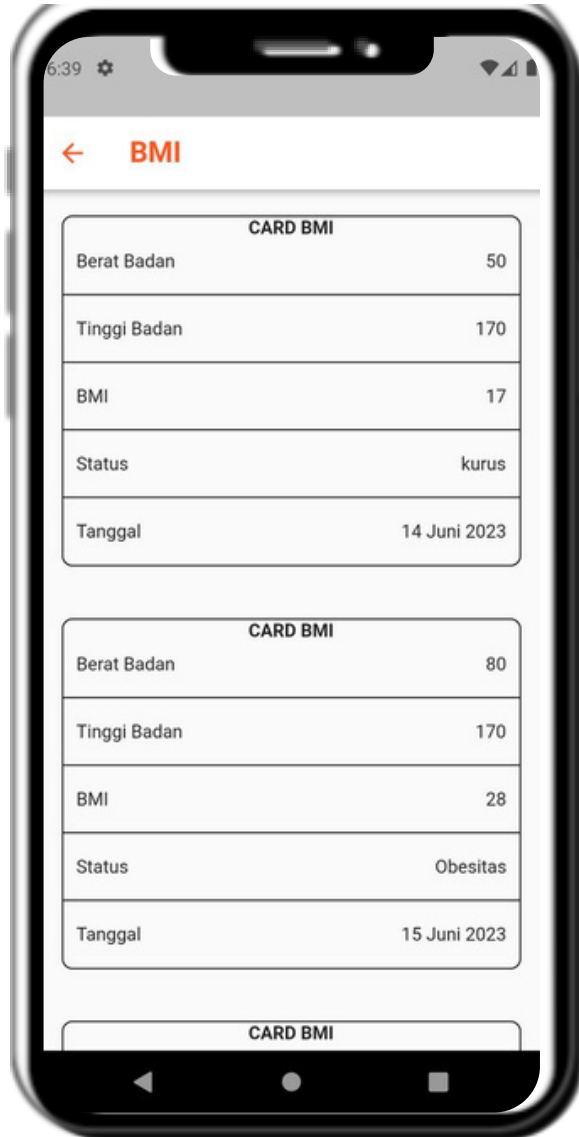 6:39
BMI
CARD BMI
Berat Badan 50
Tinggi Badan 170
BMI 17
Status kurus
Tanggal 14 Juni 2023
CARD BMI
Berat Badan 80
Tinggi Badan 170
BMI 28
Status Obesitas
Tanggal 15 Juni 2023
CARD BMI